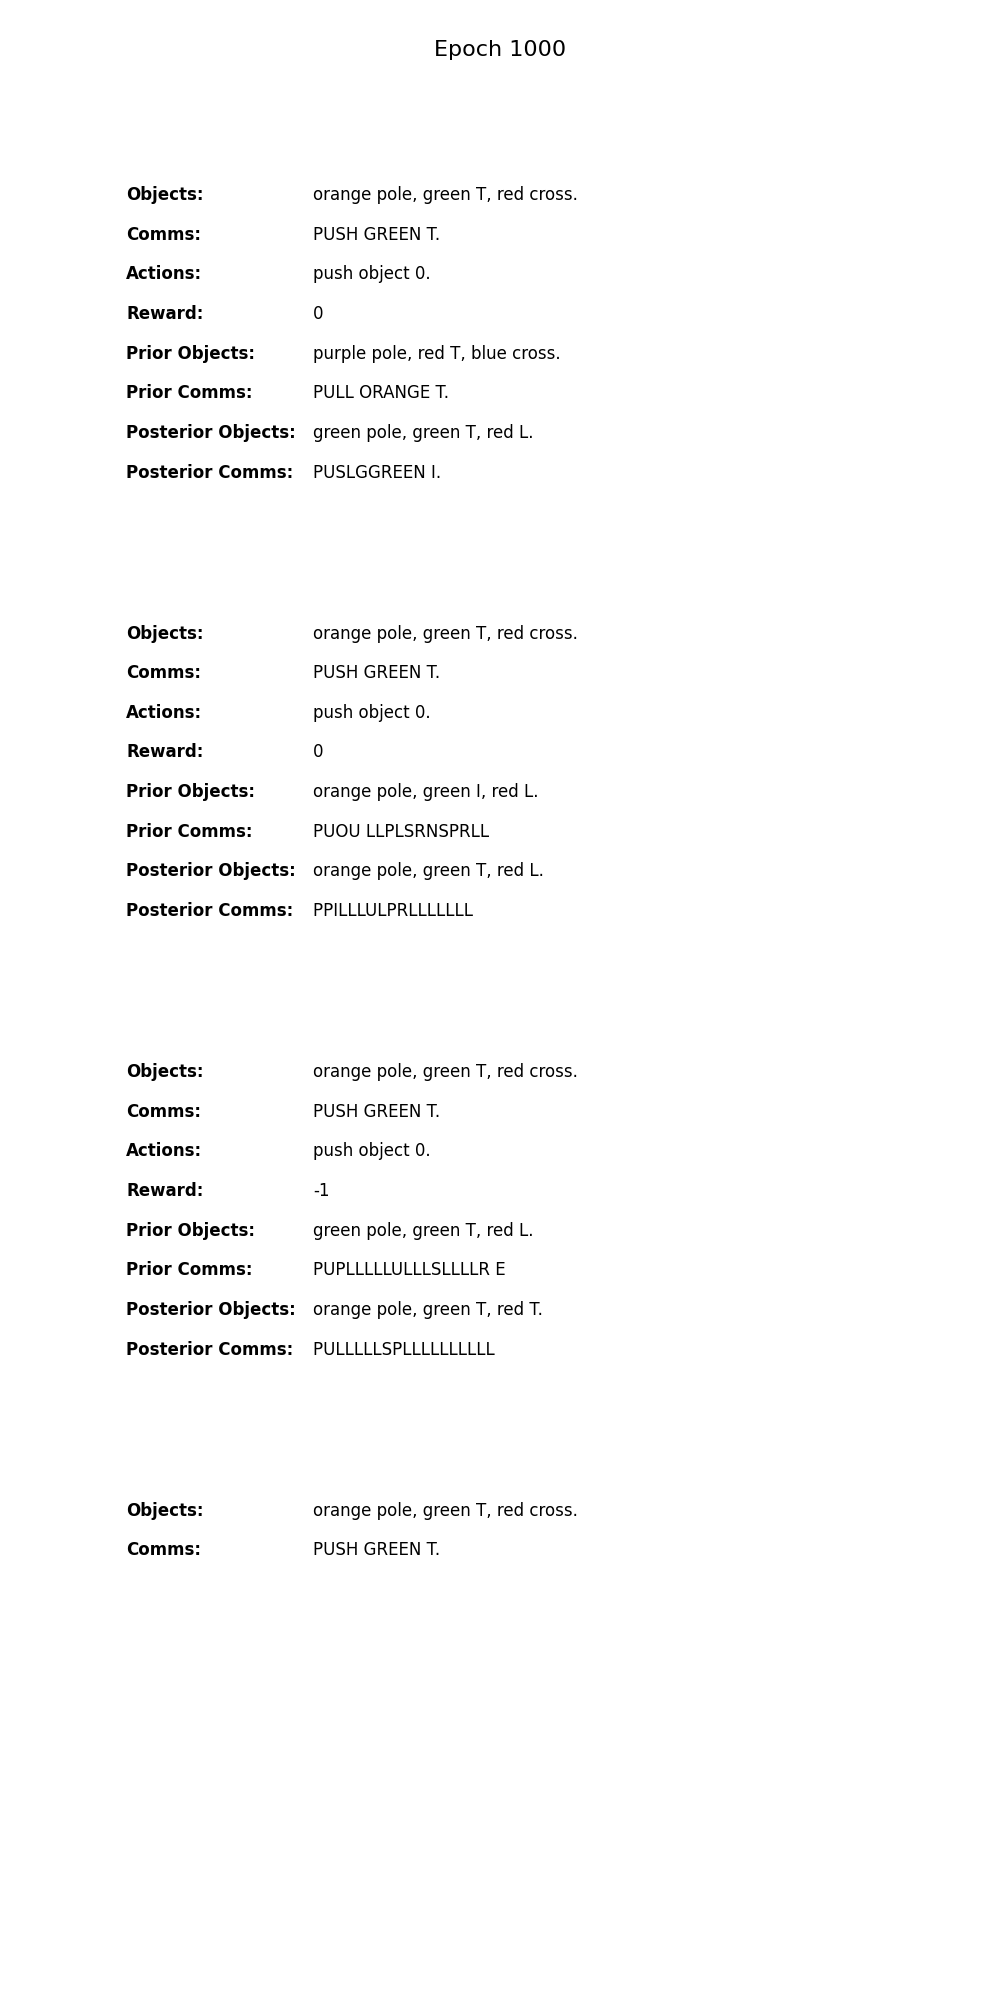 Epoch 1000
Objects: orange pole, green T, red cross.
Comms: PUSH GREEN T.
Actions: push object 0.
Reward: 0
Prior Objects: purple pole, red T, blue cross.
Prior Comms: PULL ORANGE T.
Posterior Objects: green pole, green T, red L.
Posterior Comms: PUSLGGREEN I.
Objects: orange pole, green T, red cross.
Comms: PUSH GREEN T.
Actions: push object 0.
Reward: 0
Prior Objects: orange pole, green I, red L.
Prior Comms: PUOU LLPLSRNSPRLL
Posterior Objects: orange pole, green T, red L.
Posterior Comms: PPILLLULPRLLLLLLL
Objects: orange pole, green T, red cross.
Comms: PUSH GREEN T.
Actions: push object 0.
Reward: -1
Prior Objects: green pole, green T, red L.
Prior Comms: PUPLLLLLULLLSLLLLR E
Posterior Objects: orange pole, green T, red T.
Posterior Comms: PULLLLLSPLLLLLLLLLL
Objects: orange pole, green T, red cross.
Comms: PUSH GREEN T.